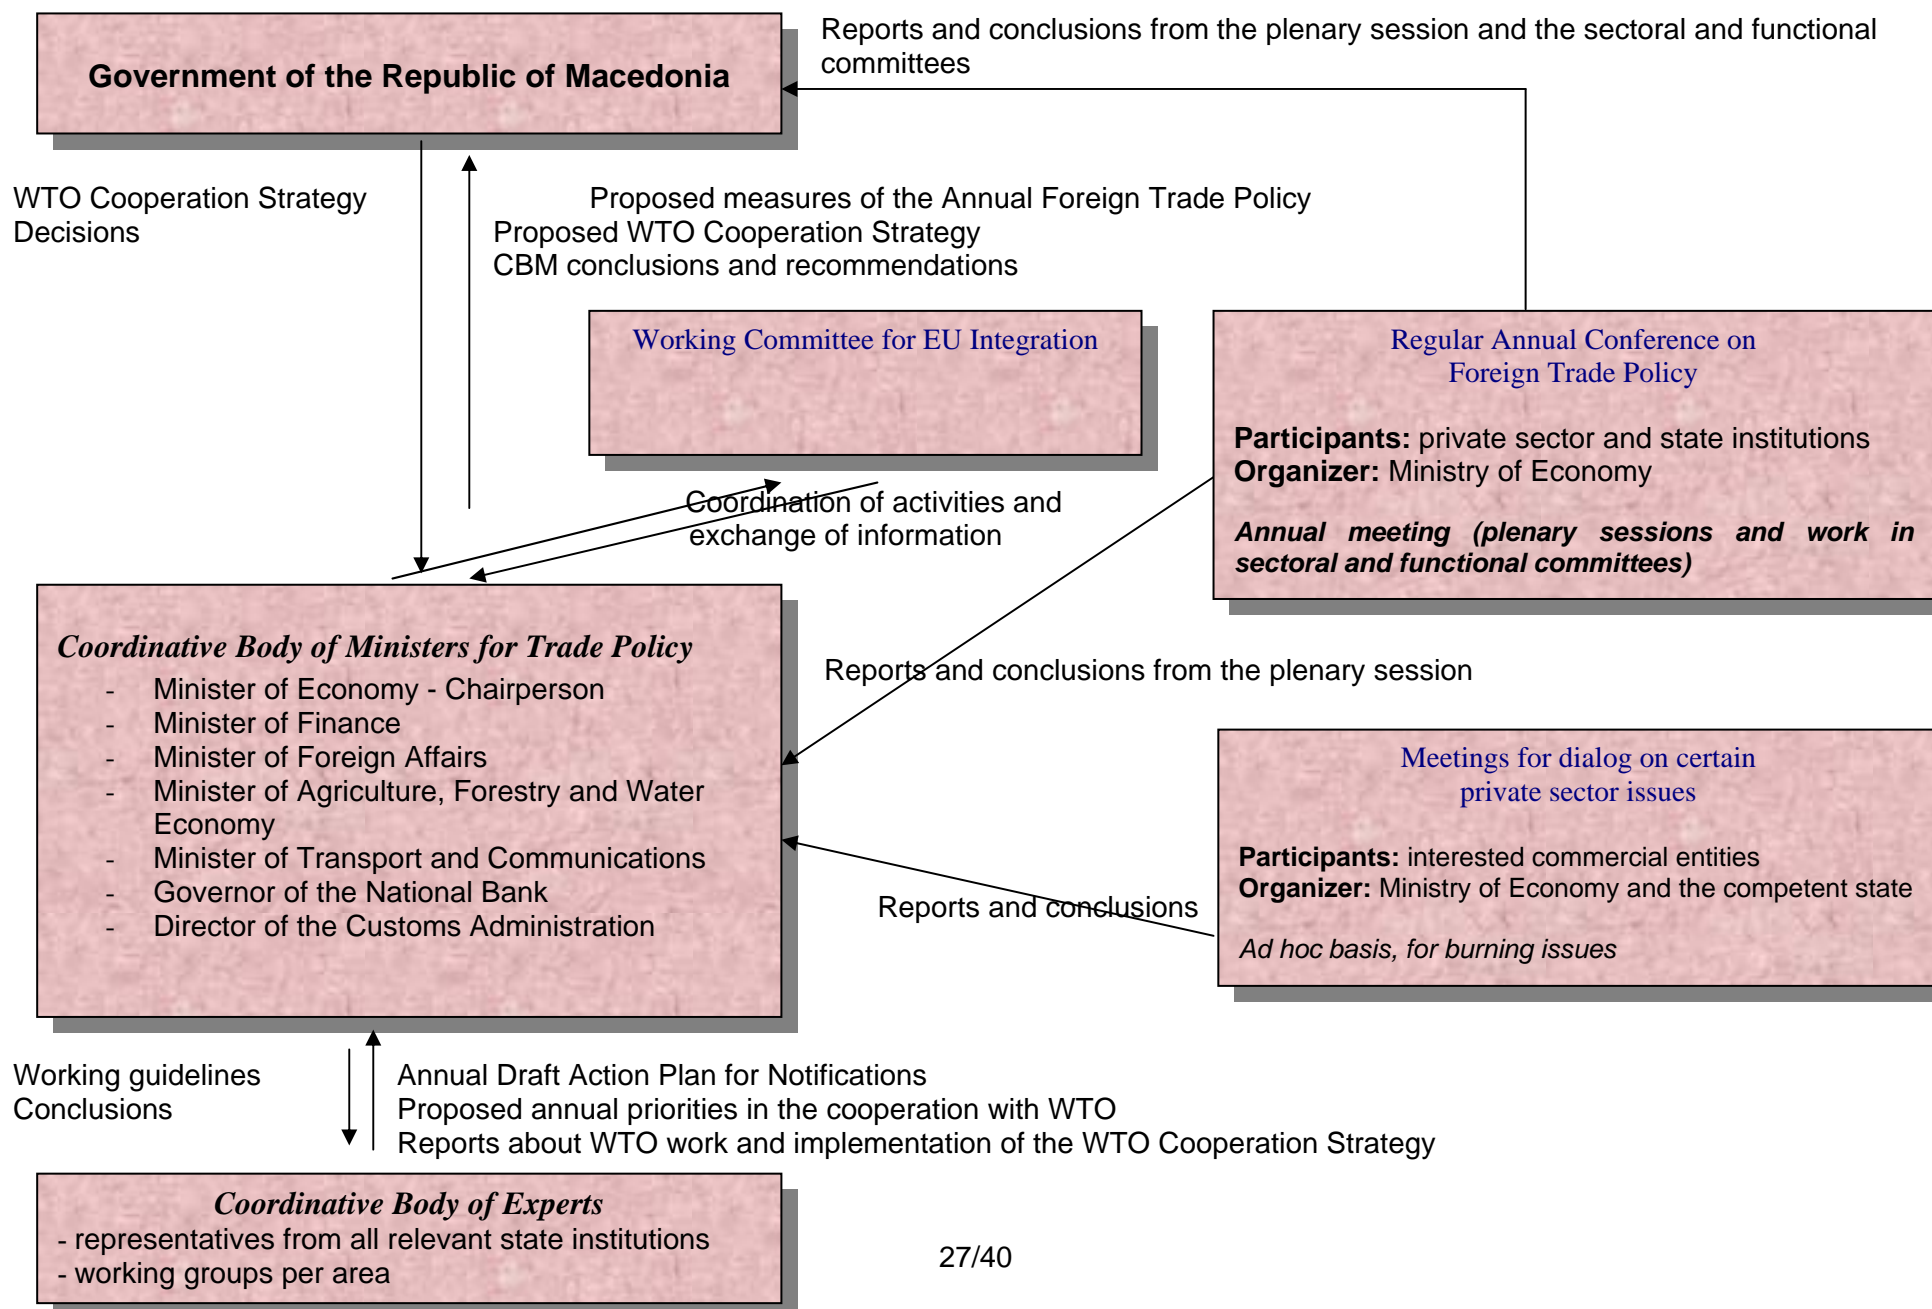 Reports and conclusions from the plenary session and the sectoral and functional
committees
Government of the Republic of Macedonia
WTO Cooperation Strategy
Decisions
Proposed measures of the Annual Foreign Trade Policy
Proposed WTO Cooperation Strategy
CBM conclusions and recommendations
Working Committee for EU Integration
Regular Annual Conference on
Foreign Trade Policy
Participants: private sector and state institutions
Organizer: Ministry of Economy
Annual meeting (plenary sessions and work in
sectoral and functional committees)
Coordination of activities and
exchange of information
Coordinative Body of Ministers for Trade Policy
- Minister of Economy - Chairperson
- Minister of Finance
- Minister of Foreign Affairs
- Minister of Agriculture, Forestry and Water
Economy
- Minister of Transport and Communications
- Governor of the National Bank
- Director of the Customs Administration
Reports and conclusions from the plenary session
Meetings for dialog on certain
private sector issues
Participants: interested commercial entities
Organizer: Ministry of Economy and the competent state
Ad hoc basis, for burning issues
Reports and conclusions
Working guidelines
Conclusions
Annual Draft Action Plan for Notifications
Proposed annual priorities in the cooperation with WTO
Reports about WTO work and implementation of the WTO Cooperation Strategy
Coordinative Body of Experts
- representatives from all relevant state institutions
- working groups per area
27/40